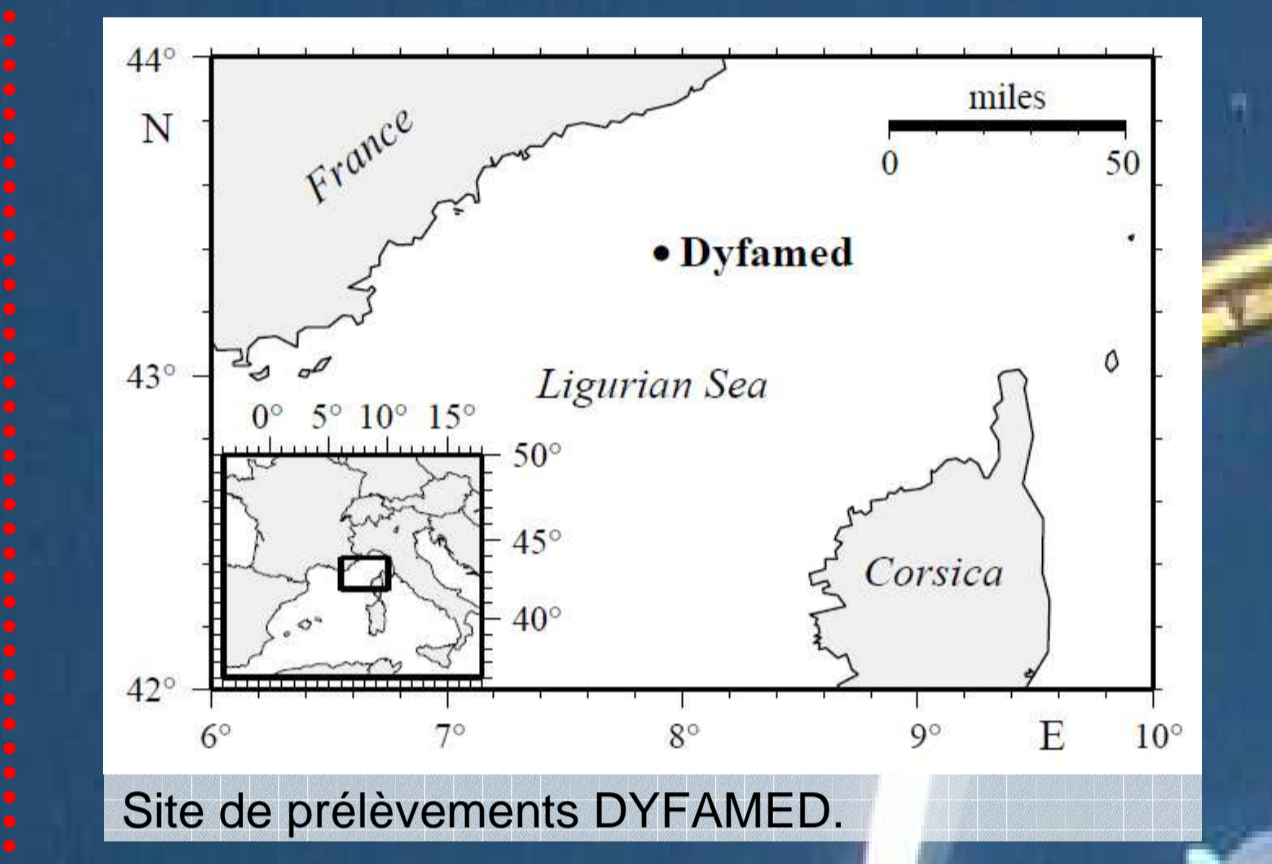 44°
N
France
miles
0 50
Dyfamed
43°
Ligurian Sea
0° 5° 10° 15°
50°
45°
40°
Corsica
42°
6° 7° 8° 9° E 10°
Site de prélèvements DYFAMED.